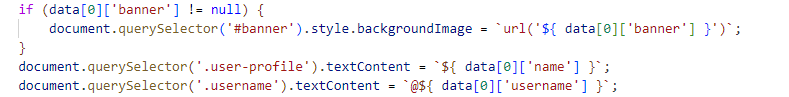 if (data[0]['banner'] != null) {
document.querySelector('#banner').style.backgroundImage = `url('${ data[0]['banner'] }')`;
}
document.querySelector('.user-profile').textContent = `${ data[0]['name'] }`;
document.querySelector('.username').textContent = `@${ data[0]['username'] }`;